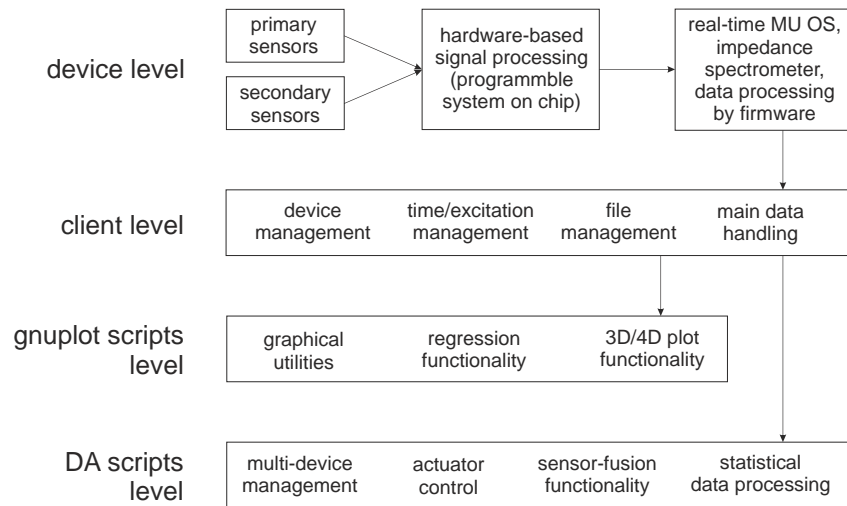 device level
primary
sensors
secondary
sensors
hardware-based
signal processing
(programmble
system on chip)
real-time MU OS,
impedance
spectrometer,
data processing
by firmware
client level
device
management
time/excitation
management
file
management
main data
handling
gnuplot scripts
level
graphical
utilities
regression
functionality
3D/4D plot
functionality
DA scripts
level
multi-device
management
actuator
control
sensor-fusion
functionality
statistical
data processing